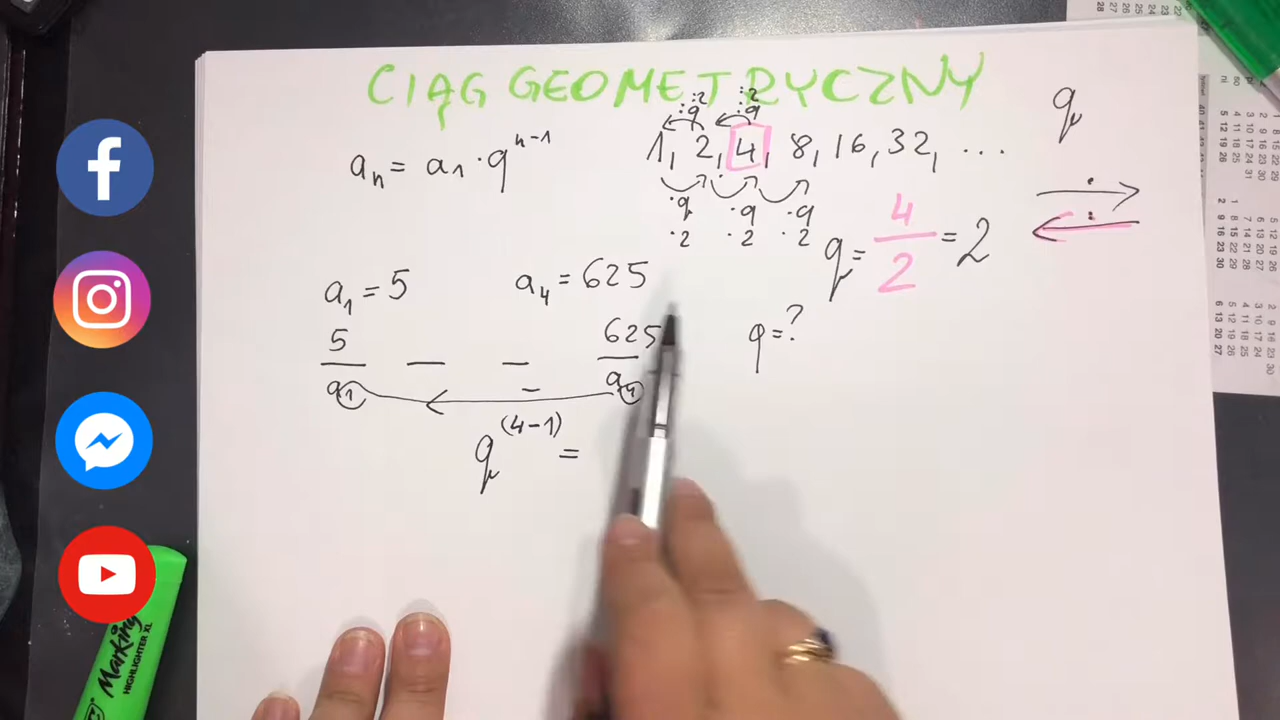 CIĄG GEOMETRYCZNY
:2 :2
:q :q
1, 2, 4, 8, 16, 32, ...
·q ·q ·q
·2 ·2 ·2
q
·
:
aₙ = a₁ · qⁿ⁻¹
q = 4/2 = 2
a₁ = 5 a₄ = 625
5 _ _ 625
a₁ a₄
q = ?
q⁽⁴⁻¹⁾ =
Marking
HIGHLIGHTER XL